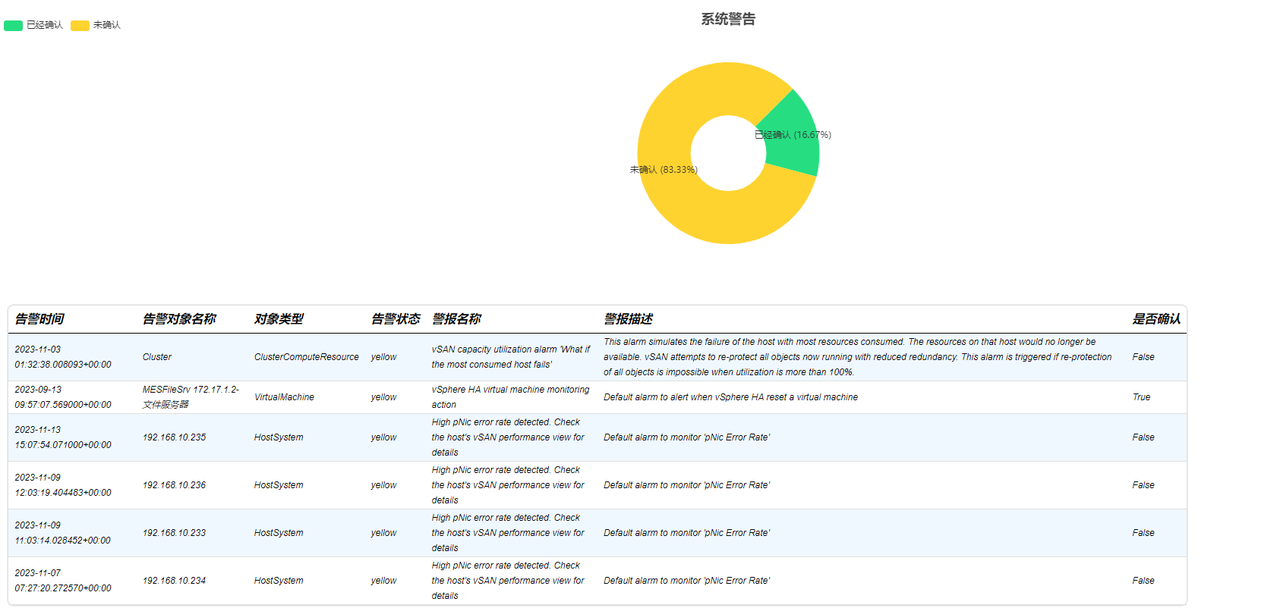 已经确认 未确认
系统警告
已经确认 (16.67%)
未确认 (83.33%)
告警时间 告警对象名称 对象类型 告警状态 警报名称 警报描述 是否确认
2023-11-03
01:32:38.008093+00:00
Cluster
ClusterComputeResource
yellow
vSAN capacity utilization alarm 'What if
the most consumed host fails'
This alarm simulates the failure of the host with most resources consumed. The resources on that host would no longer be
available. vSAN attempts to re-protect all objects now running with reduced redundancy. This alarm is triggered if re-protection
of all objects is impossible when utilization is more than 100%.
False
2023-09-13
09:57:07.569000+00:00
MESFileSrv 172.17.1.2-
文件服务器
VirtualMachine
yellow
vSphere HA virtual machine monitoring
action
Default alarm to alert when vSphere HA reset a virtual machine
True
2023-11-13
15:07:54.071000+00:00
192.168.10.235
HostSystem
yellow
High pNic error rate detected. Check
the host's vSAN performance view for
details
Default alarm to monitor 'pNic Error Rate'
False
2023-11-09
12:03:19.404483+00:00
192.168.10.236
HostSystem
yellow
High pNic error rate detected. Check
the host's vSAN performance view for
details
Default alarm to monitor 'pNic Error Rate'
False
2023-11-09
11:03:14.028452+00:00
192.168.10.233
HostSystem
yellow
High pNic error rate detected. Check
the host's vSAN performance view for
details
Default alarm to monitor 'pNic Error Rate'
False
2023-11-07
07:27:20.272570+00:00
192.168.10.234
HostSystem
yellow
High pNic error rate detected. Check
the host's vSAN performance view for
details
Default alarm to monitor 'pNic Error Rate'
False